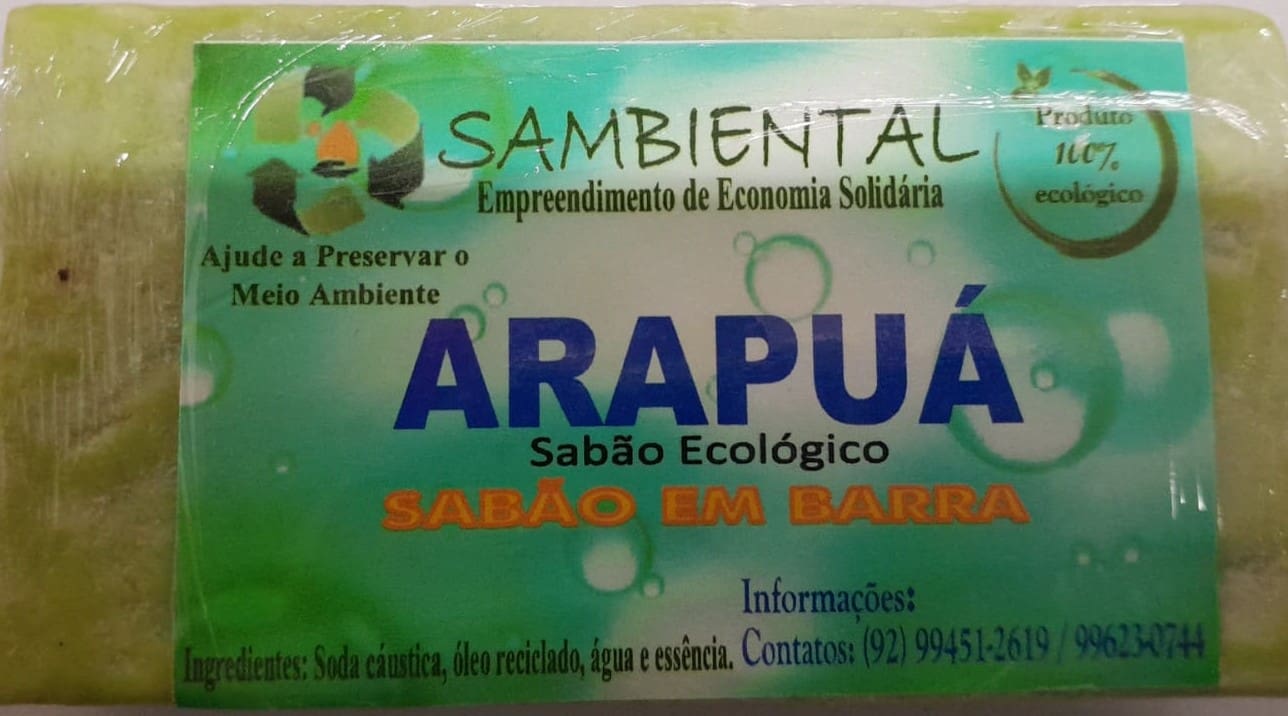 SAMBIENTAL
Empreendimento de Economia Solidária
Produto
100%
ecológico
Ajude a Preservar o
Meio Ambiente
ARAPUÁ
Sabão Ecológico
SABÃO EM BARRA
Informações:
Contatos: (92) 99451-2619 / 99623-0744
Ingredientes: Soda cáustica, óleo reciclado, água e essência.